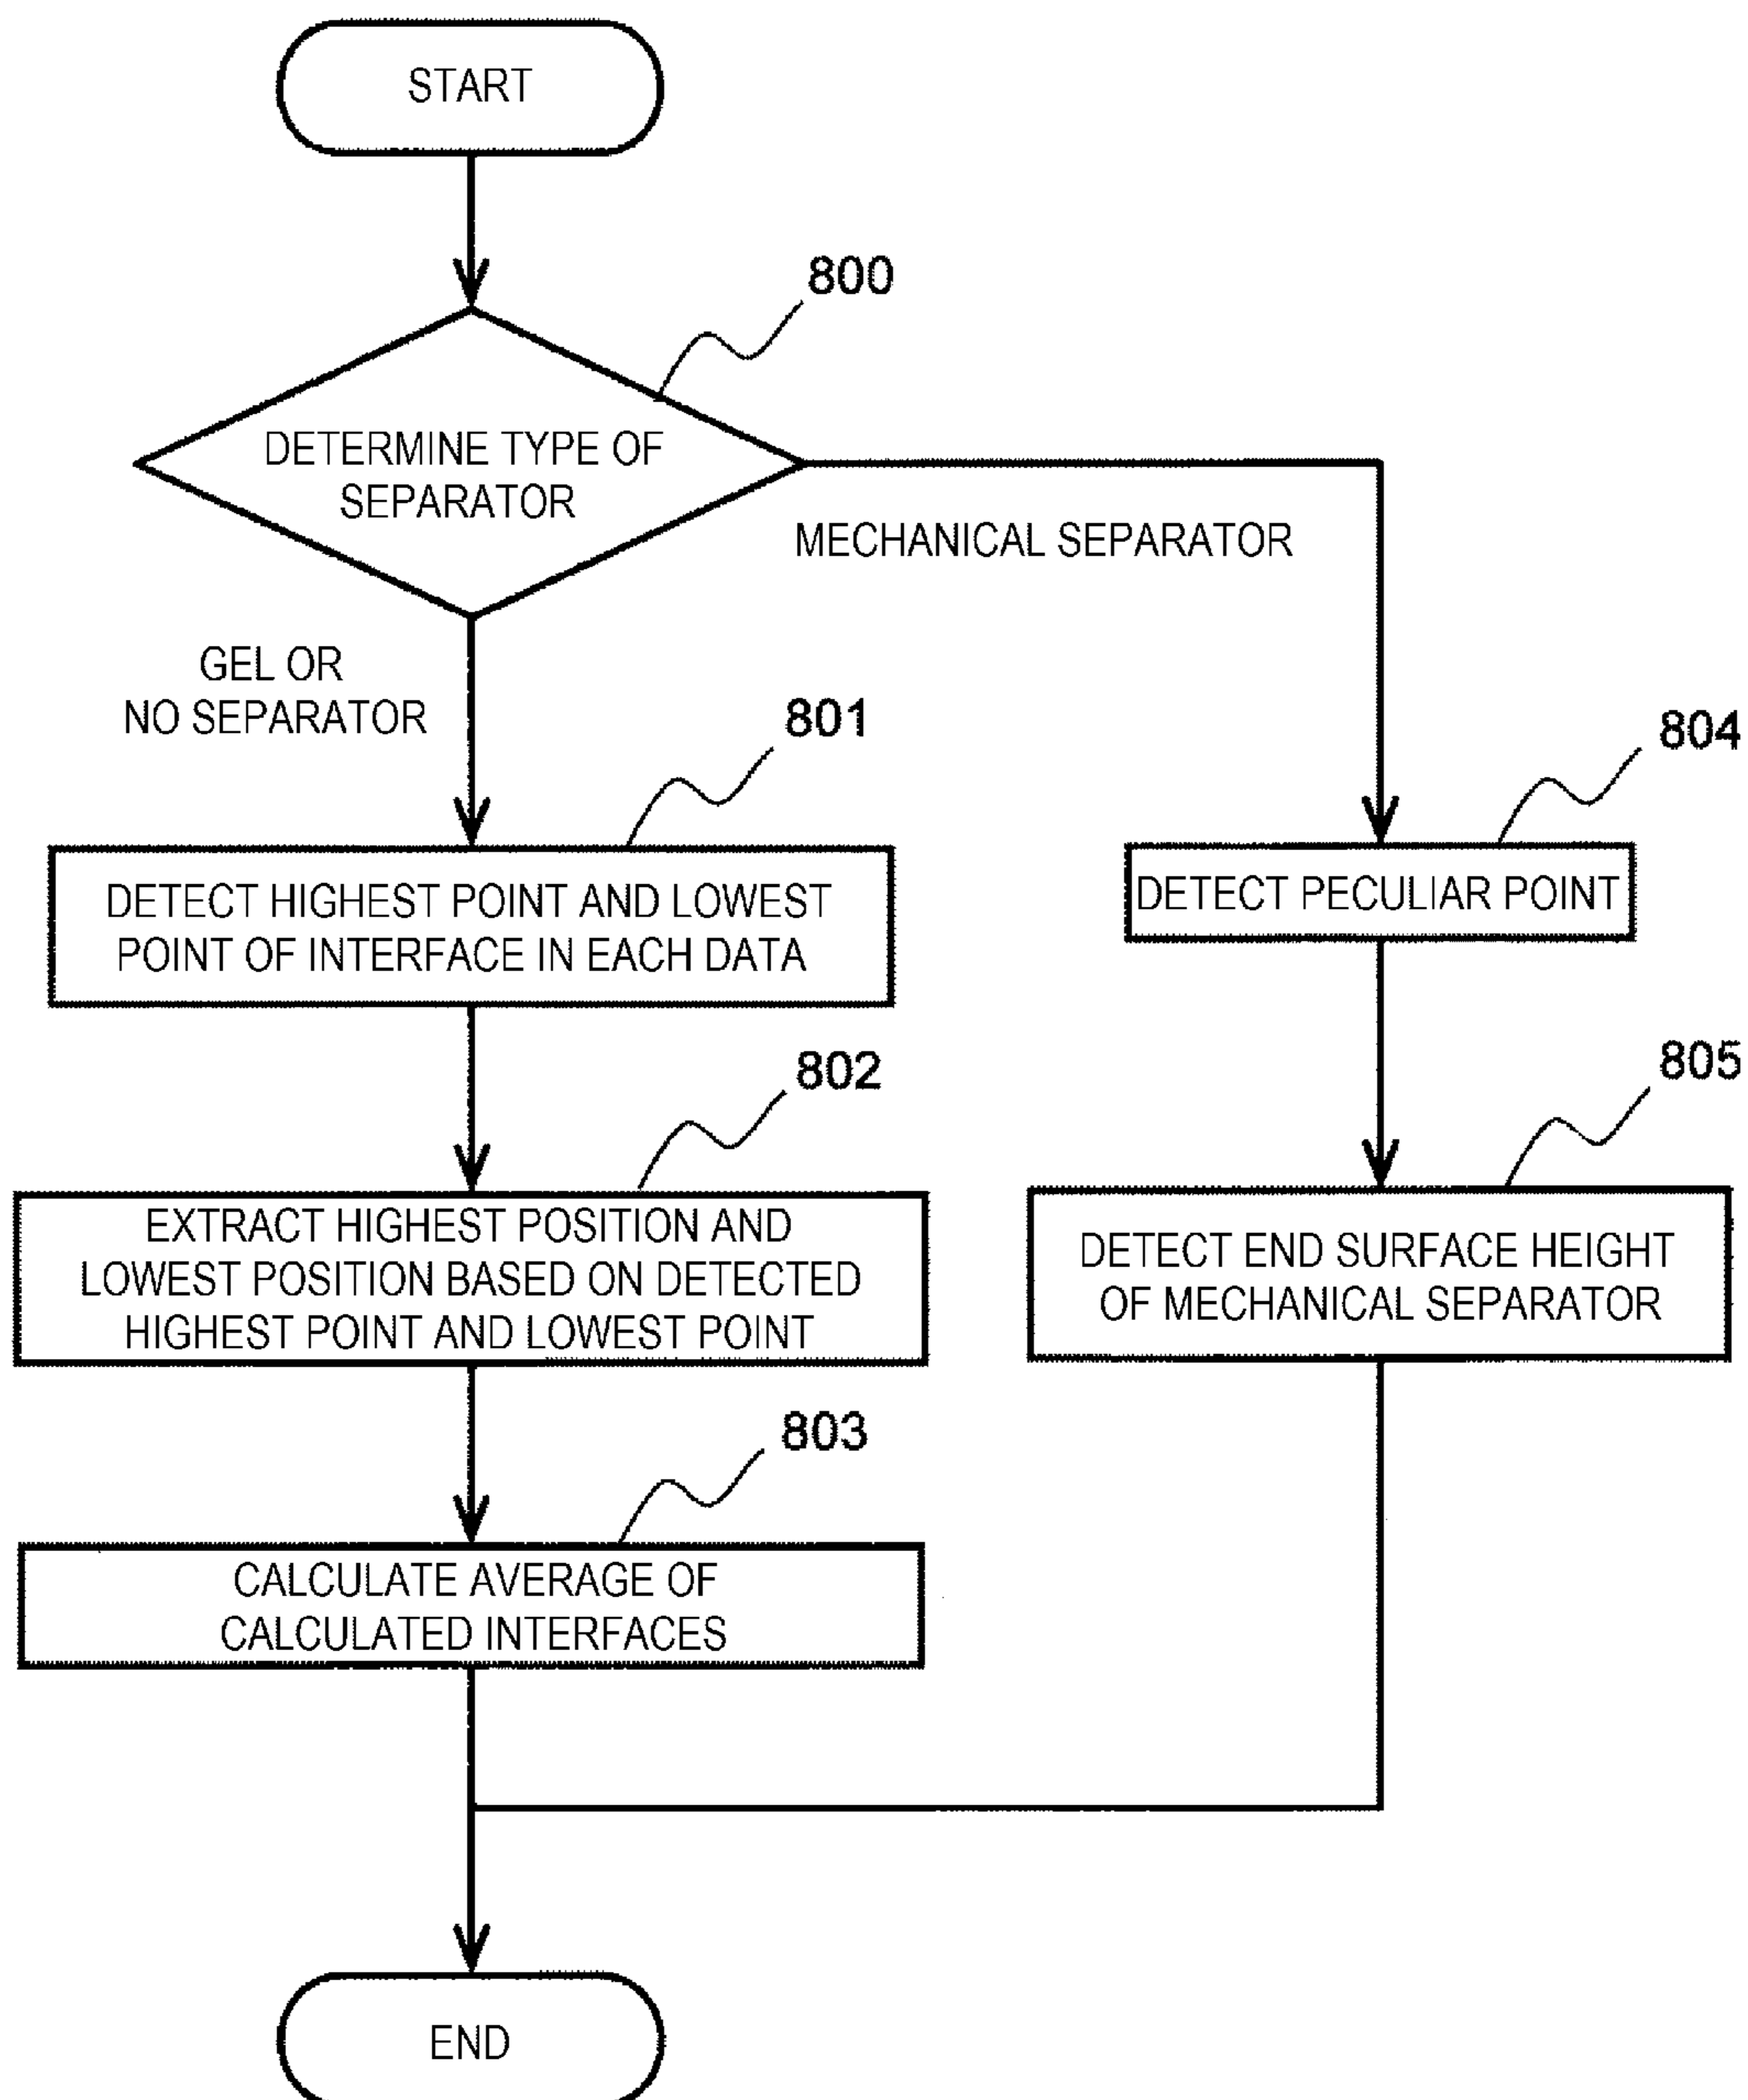 START
800
DETERMINE TYPE OF
SEPARATOR
MECHANICAL SEPARATOR
GEL OR
NO SEPARATOR
801
DETECT HIGHEST POINT AND LOWEST
POINT OF INTERFACE IN EACH DATA
804
DETECT PECULIAR POINT
802
EXTRACT HIGHEST POSITION AND
LOWEST POSITION BASED ON DETECTED
HIGHEST POINT AND LOWEST POINT
805
DETECT END SURFACE HEIGHT
OF MECHANICAL SEPARATOR
803
CALCULATE AVERAGE OF
CALCULATED INTERFACES
END